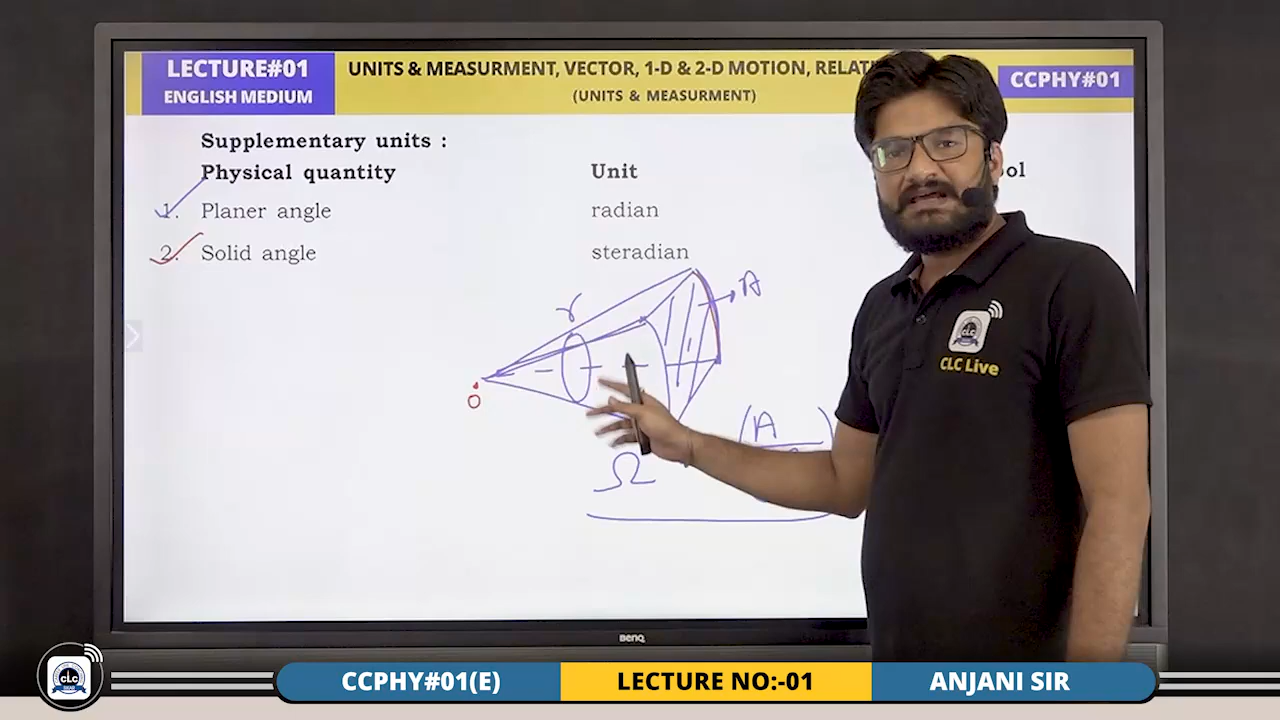 LECTURE#01
ENGLISH MEDIUM
UNITS & MEASURMENT, VECTOR, 1-D & 2-D MOTION, RELATI
(UNITS & MEASURMENT)
CCPHY#01
Supplementary units :
Physical quantity Unit ol
1. Planer angle radian
2. Solid angle steradian
r
A
O
(A
Ω
CLC Live
BenQ
CLC
CCPHY#01(E)
LECTURE NO:-01
ANJANI SIR